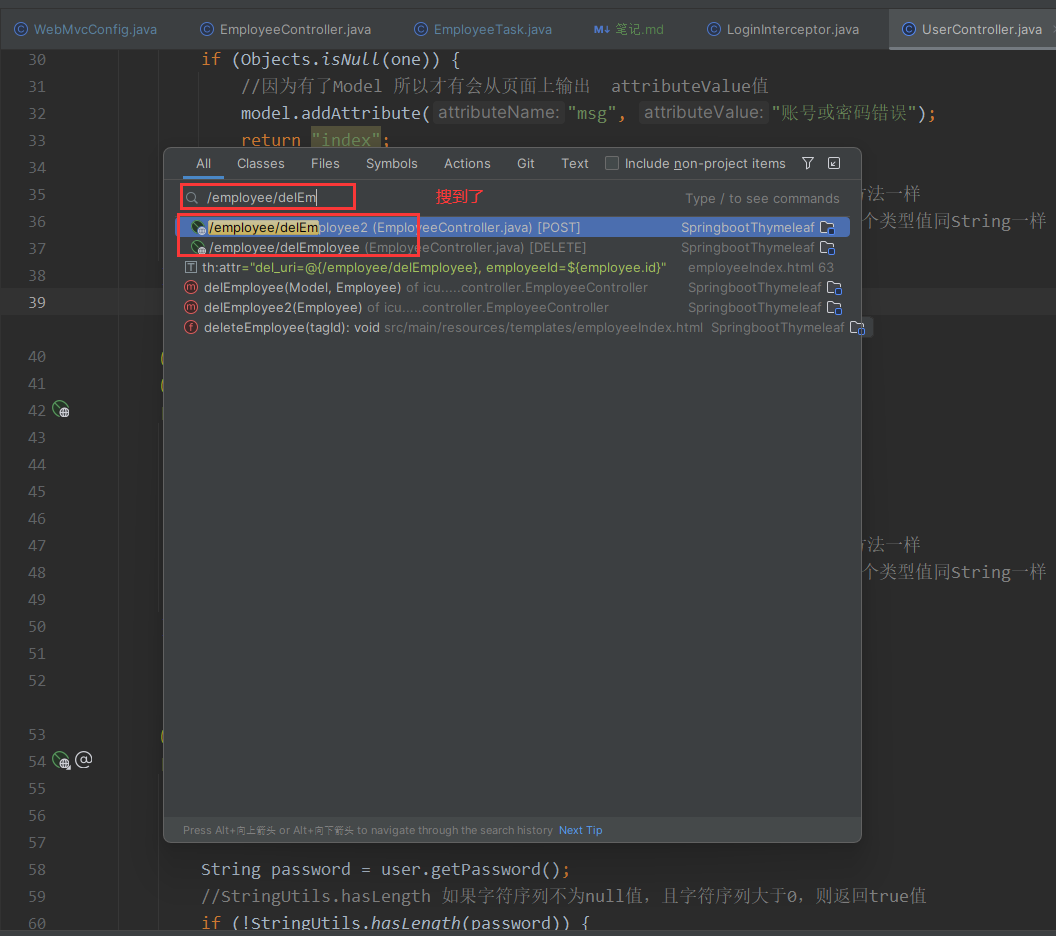 WebMvcConfig.java EmployeeController.java EmployeeTask.java M↓ 笔记.md LoginInterceptor.java UserController.java
30 if (Objects.isNull(one)) {
31 //因为有了Model 所以才有会从页面上输出 attributeValue值
32 model.addAttribute( attributeName: "msg", attributeValue: "账号或密码错误");
33 return "index";
34
All Classes Files Symbols Actions Git Text Include non-project items
35 方法一样
/employee/delEm 搜到了 Type / to see commands
36 个类型值同String一样
/employee/delEmployee2 (EmployeeController.java) [POST] SpringbootThymeleaf
37
/employee/delEmployee (EmployeeController.java) [DELETE] SpringbootThymeleaf
th:attr="del_uri=@{/employee/delEmployee}, employeeId=${employee.id}" employeeIndex.html 63
38
delEmployee(Model, Employee) of icu.....controller.EmployeeController SpringbootThymeleaf
39
delEmployee2(Employee) of icu.....controller.EmployeeController SpringbootThymeleaf
deleteEmployee(tagId): void src/main/resources/templates/employeeIndex.html SpringbootThymeleaf
40
41
42
43
44
45
46
47 方法一样
48 个类型值同String一样
49
50
51
52
53
54 @
55
56
Press Alt+向上箭头 or Alt+向下箭头 to navigate through the search history Next Tip
57
58 String password = user.getPassword();
59 //StringUtils.hasLength 如果字符序列不为null值，且字符序列大于0，则返回true值
60 if (!StringUtils.hasLength(password)) {